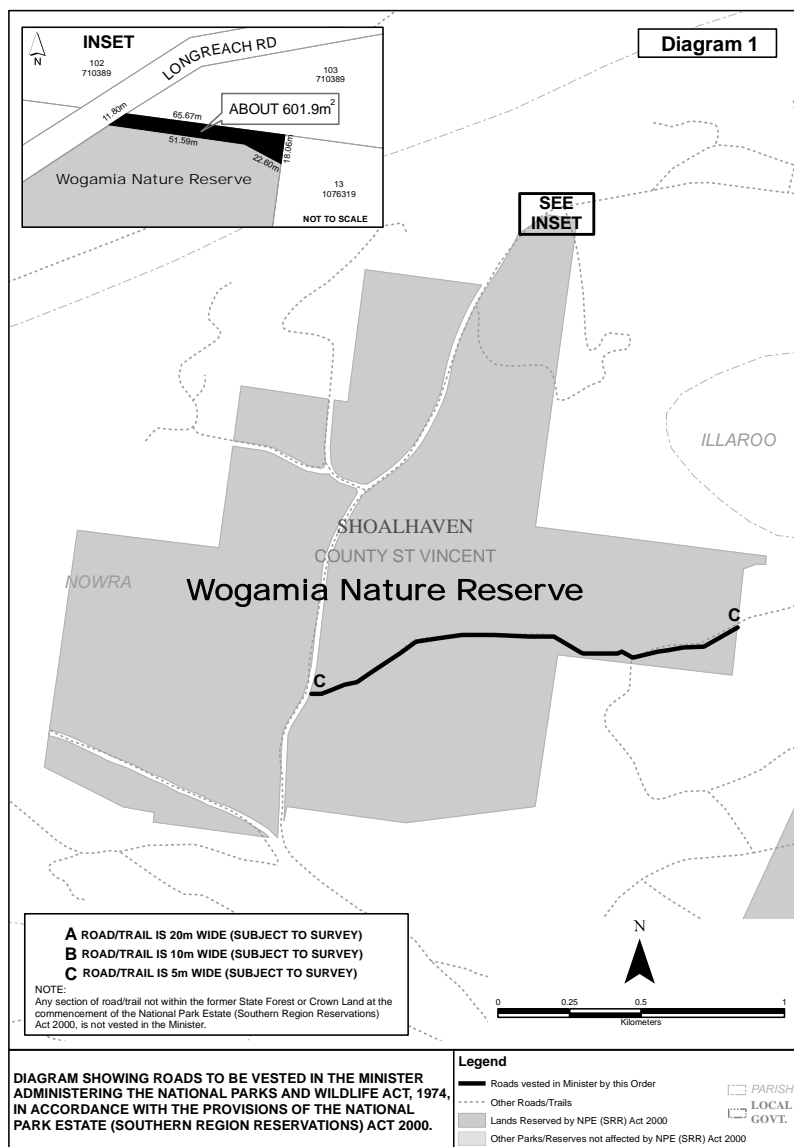 INSET
Diagram 1
N
102
710389
LONGREACH RD
103
710389
11.80m
65.67m
ABOUT 601.9m²
51.59m
22.60m
18.06m
Wogamia Nature Reserve
13
1076319
NOT TO SCALE
SEE
INSET
ILLAROO
SHOALHAVEN
COUNTY ST VINCENT
NOWRA
Wogamia Nature Reserve
C
C
A ROAD/TRAIL IS 20m WIDE (SUBJECT TO SURVEY)
B ROAD/TRAIL IS 10m WIDE (SUBJECT TO SURVEY)
C ROAD/TRAIL IS 5m WIDE (SUBJECT TO SURVEY)
NOTE:
Any section of road/trail not within the former State Forest or Crown Land at the
commencement of the National Park Estate (Southern Region Reservations)
Act 2000, is not vested in the Minister.
N
0 0.25 0.5 1
Kilometers
DIAGRAM SHOWING ROADS TO BE VESTED IN THE MINISTER
ADMINISTERING THE NATIONAL PARKS AND WILDLIFE ACT, 1974,
IN ACCORDANCE WITH THE PROVISIONS OF THE NATIONAL
PARK ESTATE (SOUTHERN REGION RESERVATIONS) ACT 2000.
Legend
Roads vested in Minister by this Order
Other Roads/Trails
Lands Reserved by NPE (SRR) Act 2000
Other Parks/Reserves not affected by NPE (SRR) Act 2000
PARISH
LOCAL
GOVT.